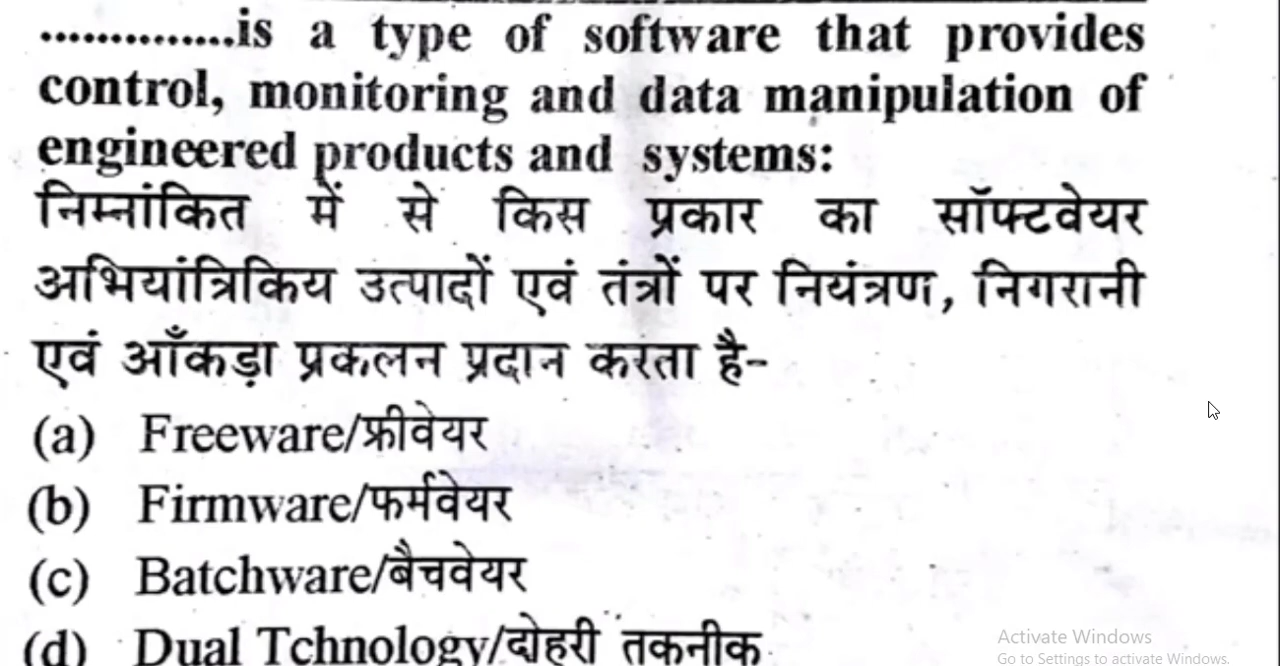 ...............is a type of software that provides
control, monitoring and data manipulation of
engineered products and systems:
निम्नांकित में से किस प्रकार का सॉफ्टवेयर
अभियांत्रिकिय उत्पादों एवं तंत्रों पर नियंत्रण, निगरानी
एवं आँकड़ा प्रकलन प्रदान करता है-
(a) Freeware/फ्रीवेयर
(b) Firmware/फर्मवेयर
(c) Batchware/बैचवेयर
(d) Dual Tchnology/दोहरी तकनीक
Activate Windows
Go to Settings to activate Windows.